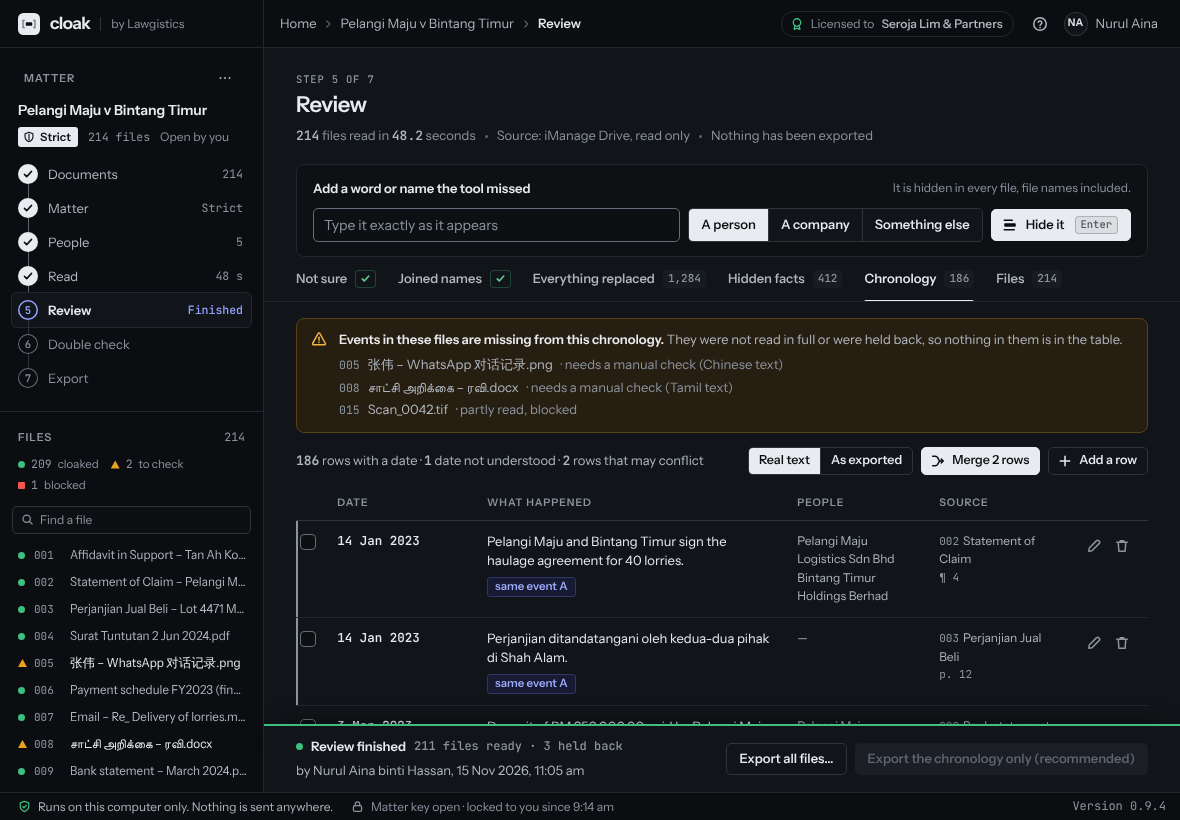 cloak by Lawgistics
Home > Pelangi Maju v Bintang Timur > Review
Licensed to Seroja Lim & Partners
NA Nurul Aina
MATTER
Pelangi Maju v Bintang Timur
Strict 214 files Open by you
Documents 214
Matter Strict
People 5
Read 48 s
5 Review Finished
6 Double check
7 Export
FILES 214
209 cloaked 2 to check
1 blocked
Find a file
001 Affidavit in Support – Tan Ah Ko...
002 Statement of Claim – Pelangi M...
003 Perjanjian Jual Beli – Lot 4471 M...
004 Surat Tuntutan 2 Jun 2024.pdf
005 张伟 – WhatsApp 对话记录.png
006 Payment schedule FY2023 (fin...
007 Email – Re_ Delivery of lorries.m...
008 சாட்சி அறிக்கை – ரவி.docx
009 Bank statement – March 2024.p...
STEP 5 OF 7
Review
214 files read in 48.2 seconds • Source: iManage Drive, read only • Nothing has been exported
Add a word or name the tool missed
It is hidden in every file, file names included.
Type it exactly as it appears
A person A company Something else
Hide it Enter
Not sure Joined names Everything replaced 1,284 Hidden facts 412 Chronology 186 Files 214
Events in these files are missing from this chronology. They were not read in full or were held back, so nothing in them is in the table.
005 张伟 – WhatsApp 对话记录.png · needs a manual check (Chinese text)
008 சாட்சி அறிக்கை – ரவி.docx · needs a manual check (Tamil text)
015 Scan_0042.tif · partly read, blocked
186 rows with a date · 1 date not understood · 2 rows that may conflict
Real text As exported Merge 2 rows Add a row
DATE WHAT HAPPENED PEOPLE SOURCE
14 Jan 2023
Pelangi Maju and Bintang Timur sign the
haulage agreement for 40 lorries.
same event A
Pelangi Maju
Logistics Sdn Bhd
Bintang Timur
Holdings Berhad
002 Statement of
Claim
¶ 4
14 Jan 2023
Perjanjian ditandatangani oleh kedua-dua pihak
di Shah Alam.
same event A
—
003 Perjanjian Jual
Beli
p. 12
Review finished 211 files ready · 3 held back
by Nurul Aina binti Hassan, 15 Nov 2026, 11:05 am
Export all files...
Export the chronology only (recommended)
Runs on this computer only. Nothing is sent anywhere.
Matter key open · locked to you since 9:14 am
Version 0.9.4